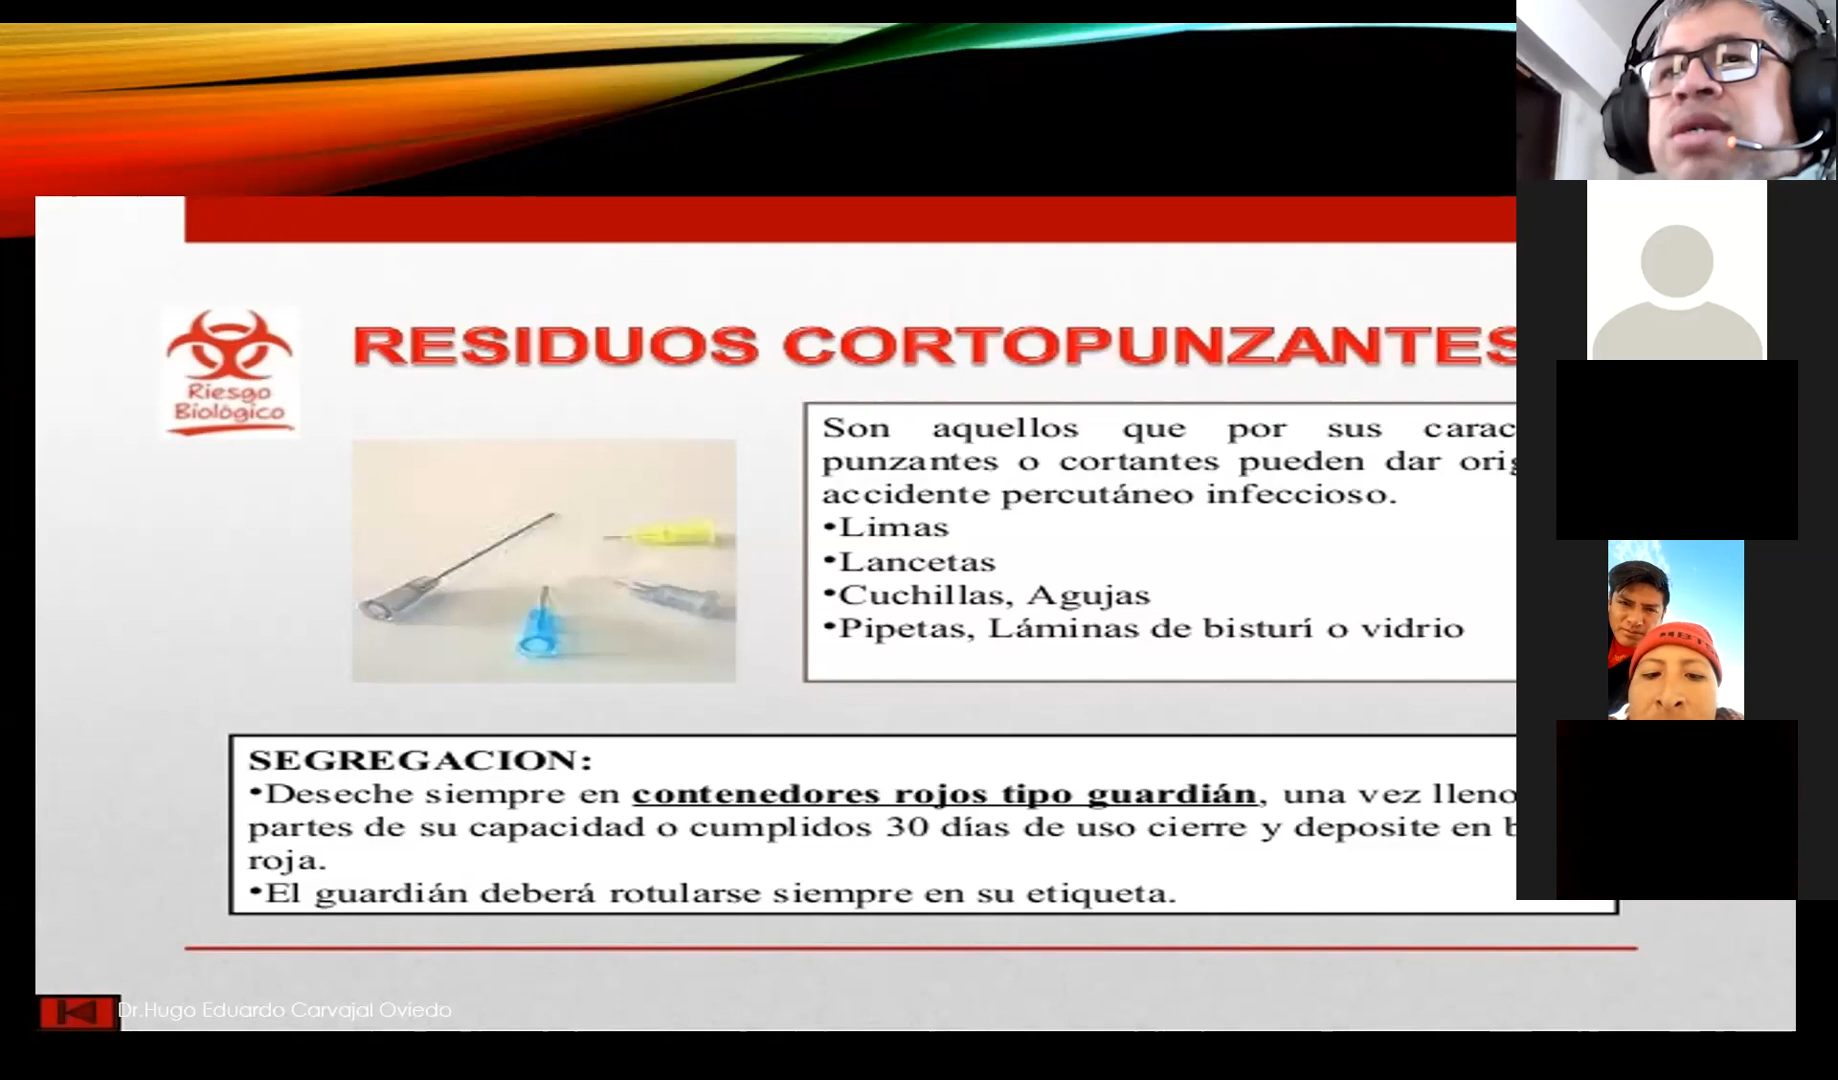 RESIDUOS CORTOPUNZANTES
Riesgo
Biológico
Son aquellos que por sus
punzantes o cortantes pueden dar
accidente percutáneo infeccioso.
•Limas
•Lancetas
•Cuchillas, Agujas
•Pipetas, Láminas de bisturí o vidrio
SEGREGACION:
•Deseche siempre en contenedores rojos tipo guardián, una vez lleno
partes de su capacidad o cumplidos 30 días de uso cierre y deposite en
roja.
•El guardián deberá rotularse siempre en su etiqueta.
Dr.Hugo Eduardo Carvajal Oviedo